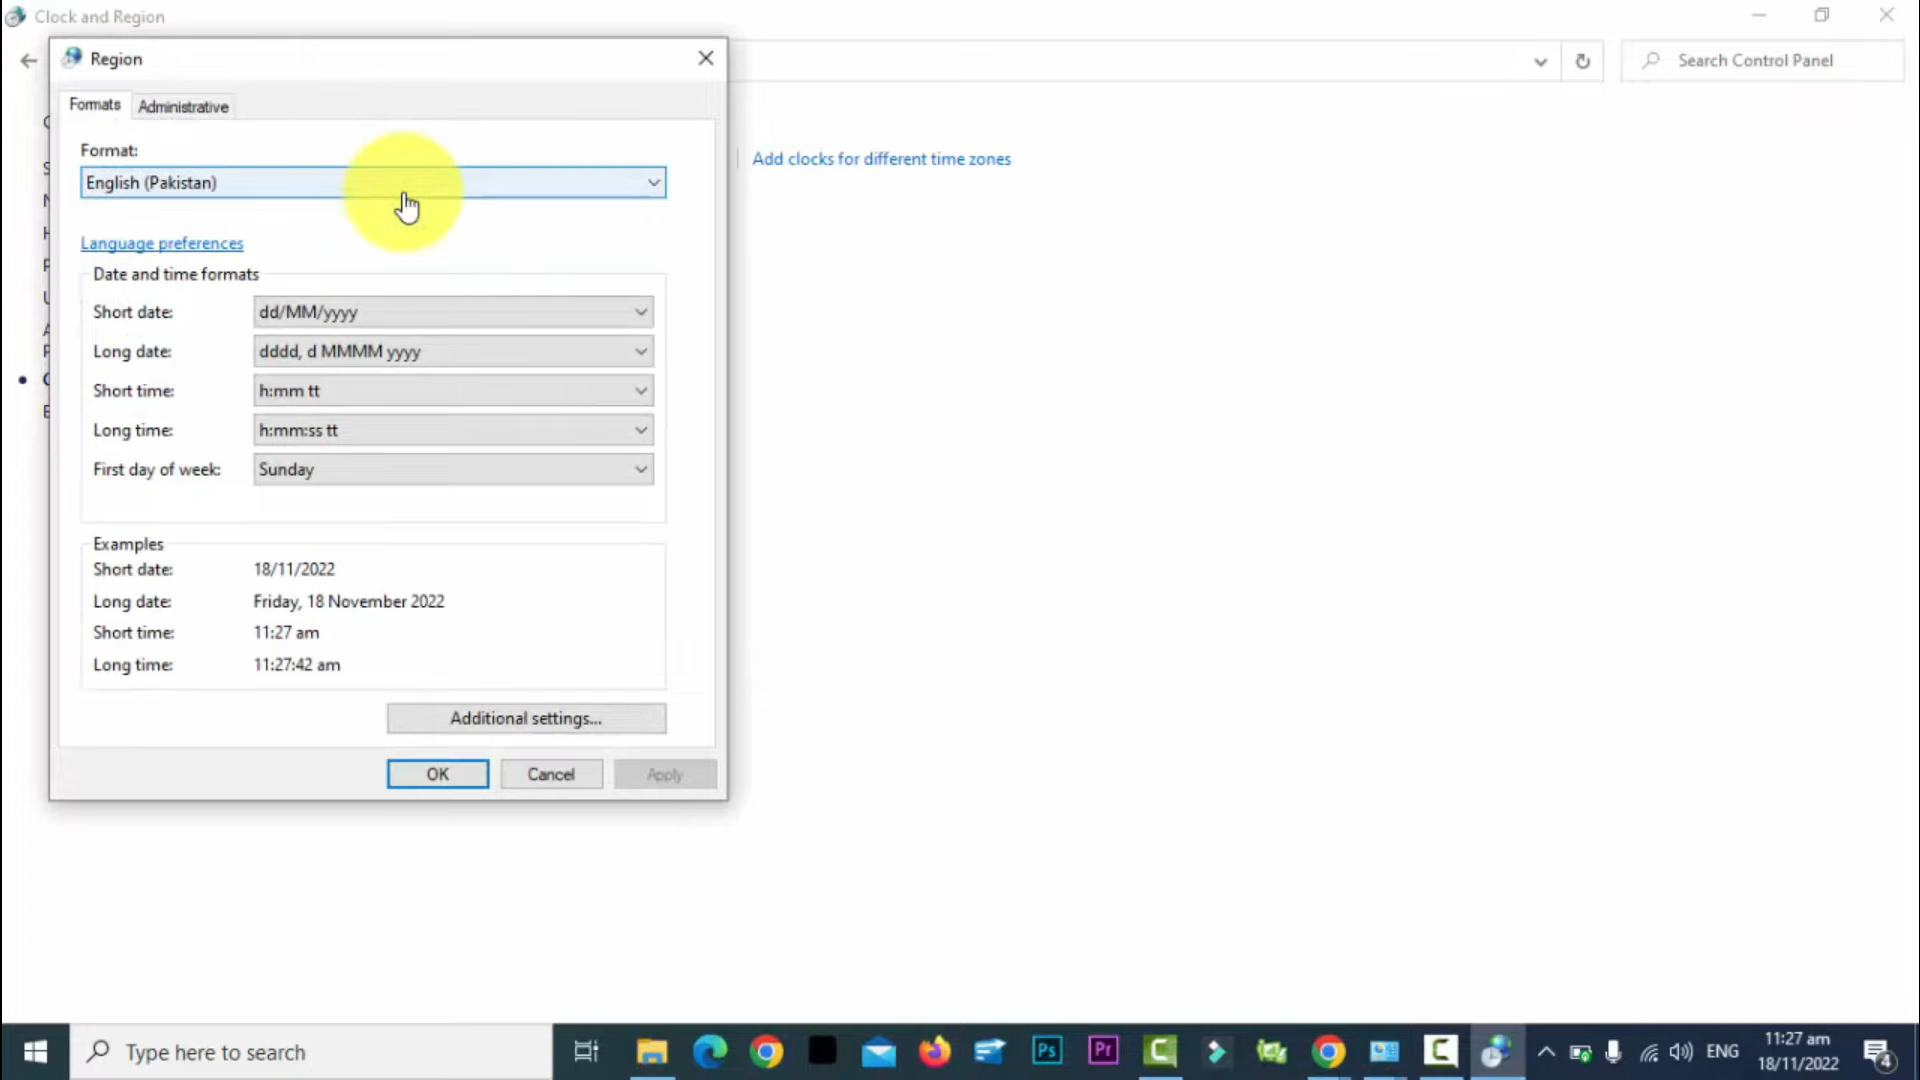 Clock and Region
Region
Search Control Panel
Formats
Administrative
Format:
Add clocks for different time zones
English (Pakistan)
Language preferences
Date and time formats
Short date: dd/MM/yyyy
Long date: dddd, d MMMM yyyy
Short time: h:mm tt
Long time: h:mm:ss tt
First day of week: Sunday
Examples
Short date: 18/11/2022
Long date: Friday, 18 November 2022
Short time: 11:27 am
Long time: 11:27:42 am
Additional settings...
OK Cancel Apply
Type here to search
Ps
Pr
ENG
11:27 am
18/11/2022
4